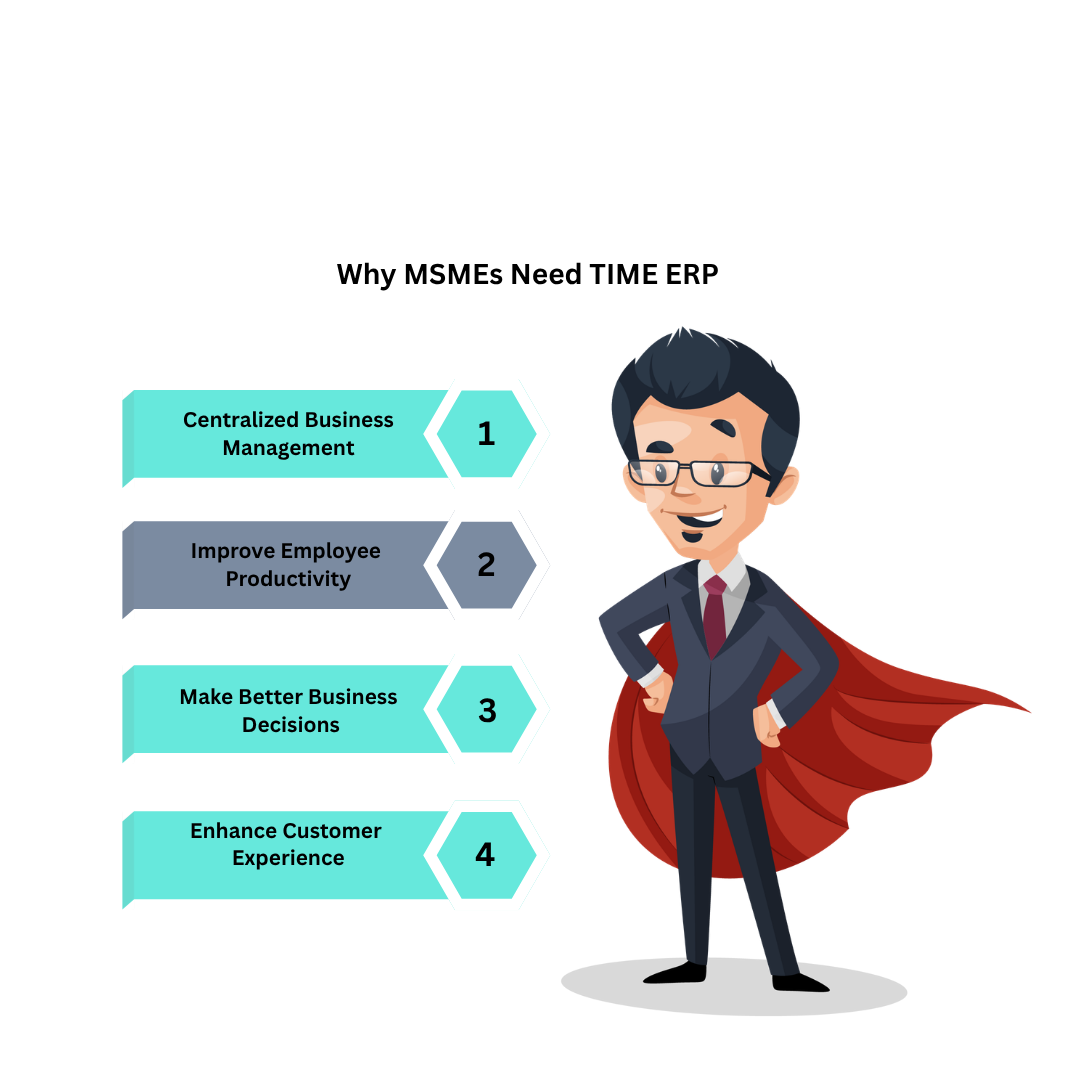 Why MSMEs Need TIME ERP
Centralized Business
Management
1
Improve Employee
Productivity
2
Make Better Business
Decisions
3
Enhance Customer
Experience
4